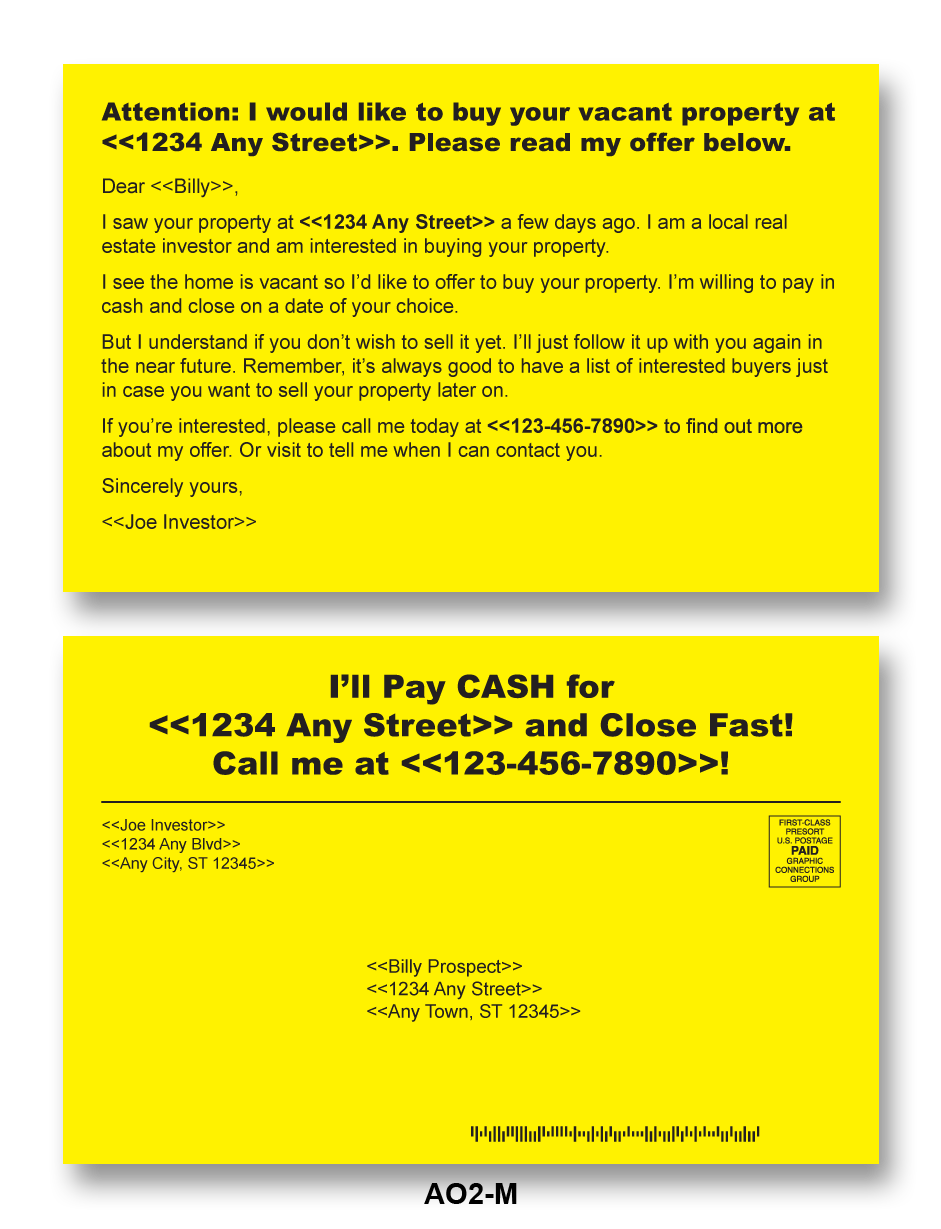 Attention: I would like to buy your vacant property at
<<1234 Any Street>>. Please read my offer below.
Dear <<Billy>>,
I saw your property at <<1234 Any Street>> a few days ago. I am a local real
estate investor and am interested in buying your property.
I see the home is vacant so I’d like to offer to buy your property. I’m willing to pay in
cash and close on a date of your choice.
But I understand if you don’t wish to sell it yet. I’ll just follow it up with you again in
the near future. Remember, it’s always good to have a list of interested buyers just
in case you want to sell your property later on.
If you’re interested, please call me today at <<123-456-7890>> to find out more
about my offer. Or visit to tell me when I can contact you.
Sincerely yours,
<<Joe Investor>>
I’ll Pay CASH for
<<1234 Any Street>> and Close Fast!
Call me at <<123-456-7890>>!
<<Joe Investor>>
<<1234 Any Blvd>>
<<Any City, ST 12345>>
FIRST-CLASS
PRESORT
U.S. POSTAGE
PAID
GRAPHIC
CONNECTIONS
GROUP
<<Billy Prospect>>
<<1234 Any Street>>
<<Any Town, ST 12345>>
AO2-M